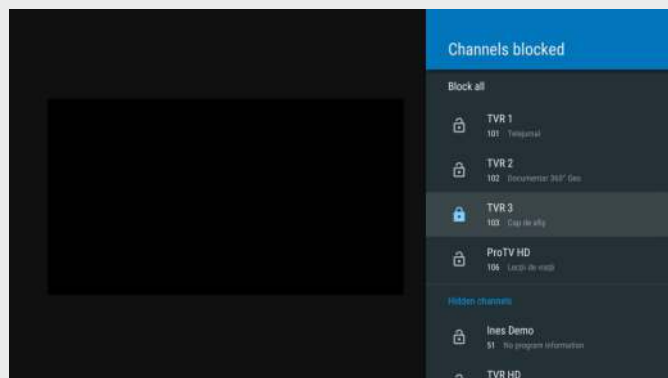 Channels blocked
Block all
TVR 1
101 Telejurnal
TVR 2
102 Documentar 360° Geo
TVR 3
103 Cap de afiş
ProTV HD
106 Lecții de viață
Hidden channels
Ines Demo
51 No program information
TVR HD